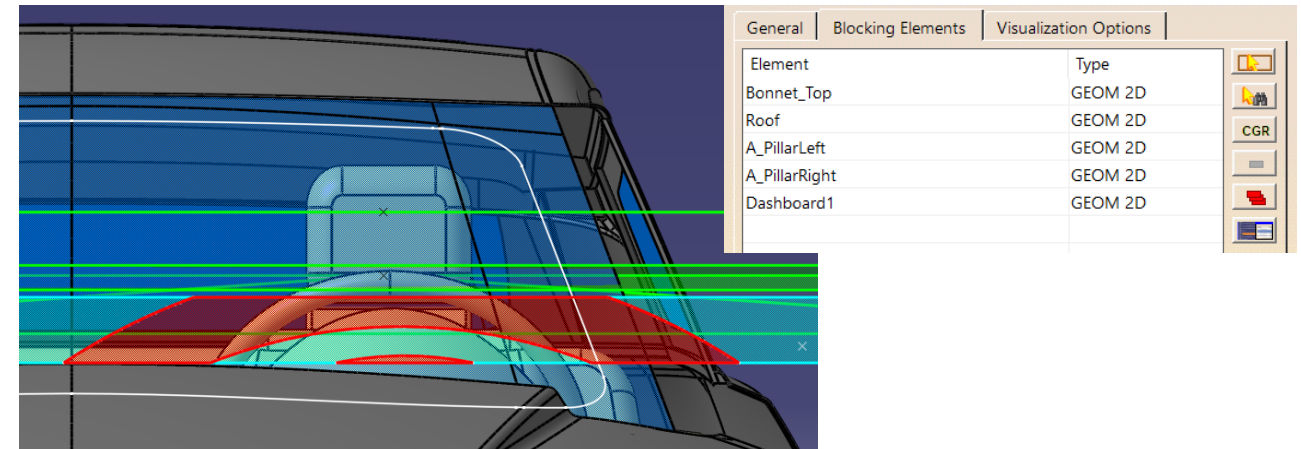 General Blocking Elements Visualization Options
Element Type
Bonnet_Top GEOM 2D
Roof GEOM 2D
CGR
A_PillarLeft GEOM 2D
A_PillarRight GEOM 2D
Dashboard1 GEOM 2D